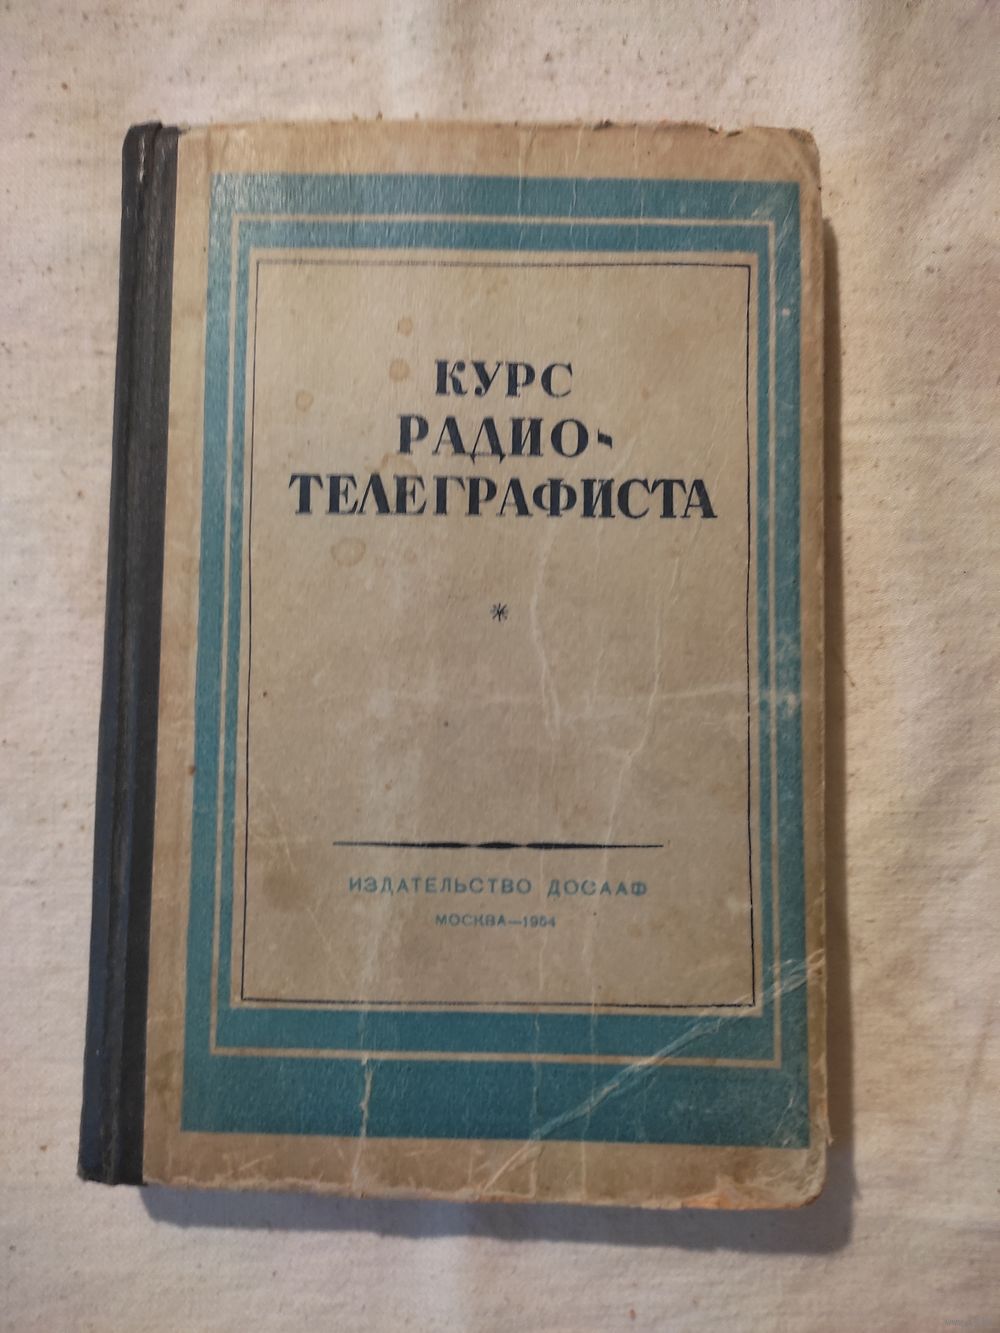 КУРС
РАДИО-
ТЕЛЕГРАФИСТА
*
ИЗДАТЕЛЬСТВО ДОСААФ
МОСКВА—1954